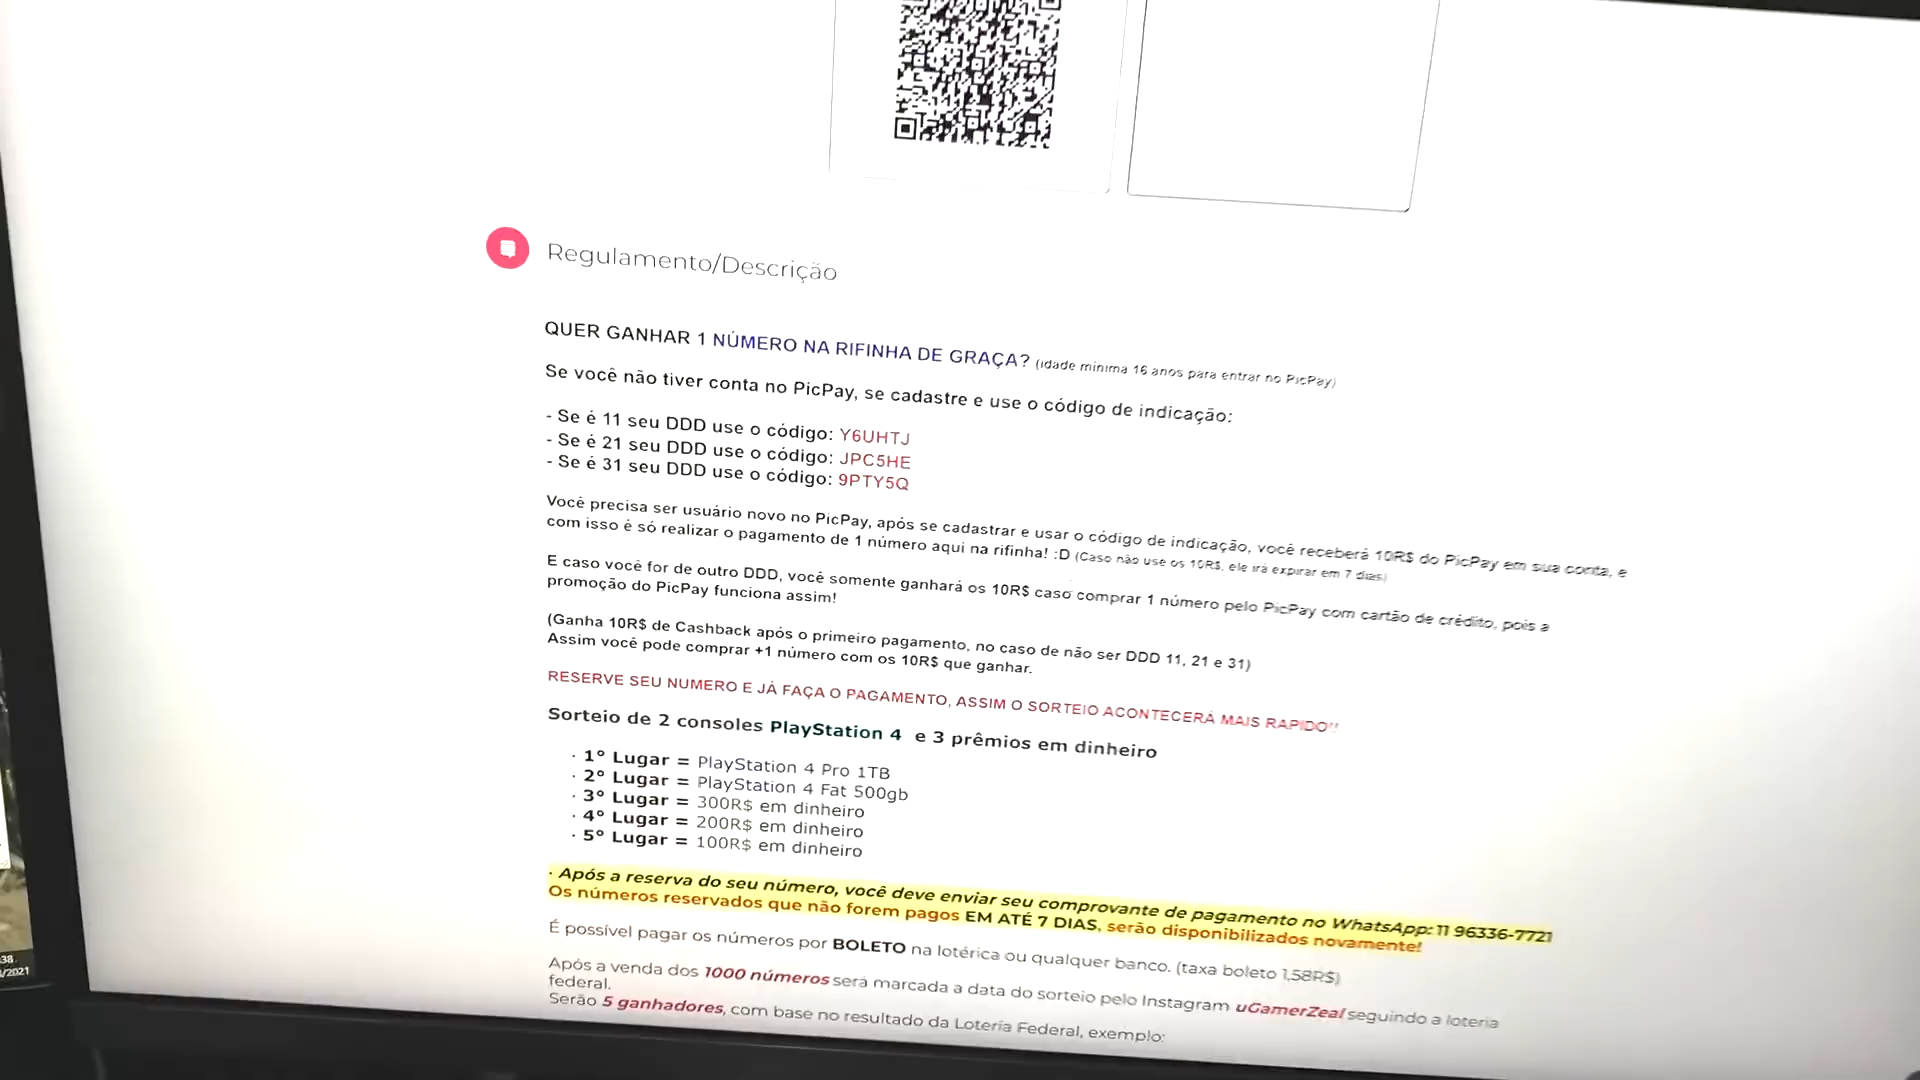 Regulamento/Descrição
QUER GANHAR 1 NÚMERO NA RIFINHA DE GRAÇA? (idade mínima 16 anos para entrar no PicPay)
Se você não tiver conta no PicPay, se cadastre e use o código de indicação:
- Se é 11 seu DDD use o código: Y6UHTJ
- Se é 21 seu DDD use o código: JPC5HE
- Se é 31 seu DDD use o código: 9PTY5Q
Você precisa ser usuário novo no PicPay, após se cadastrar e usar o código de indicação, você receberá 10R$ do PicPay em sua conta, e
com isso é só realizar o pagamento de 1 número aqui na rifinha! :D (Caso não use os 10R$, ele irá expirar em 7 dias)
E caso você for de outro DDD, você somente ganhará os 10R$ caso comprar 1 número pelo PicPay com cartão de crédito, pois a
promoção do PicPay funciona assim!
(Ganha 10R$ de Cashback após o primeiro pagamento, no caso de não ser DDD 11, 21 e 31)
Assim você pode comprar +1 número com os 10R$ que ganhar.
RESERVE SEU NUMERO E JÁ FAÇA O PAGAMENTO, ASSIM O SORTEIO ACONTECERÁ MAIS RAPIDO!!
Sorteio de 2 consoles PlayStation 4 e 3 prêmios em dinheiro
· 1° Lugar = PlayStation 4 Pro 1TB
· 2° Lugar = PlayStation 4 Fat 500gb
· 3° Lugar = 300R$ em dinheiro
· 4° Lugar = 200R$ em dinheiro
· 5° Lugar = 100R$ em dinheiro
· Após a reserva do seu número, você deve enviar seu comprovante de pagamento no WhatsApp: 11 96336-7721
Os números reservados que não forem pagos EM ATÉ 7 DIAS, serão disponibilizados novamente!
É possível pagar os números por BOLETO na lotérica ou qualquer banco. (taxa boleto 1,58R$)
Após a venda dos 1000 números será marcada a data do sorteio pelo Instagram uGamerZeal seguindo a loteria
federal.
Serão 5 ganhadores, com base no resultado da Loteria Federal, exemplo:
:38
/2021